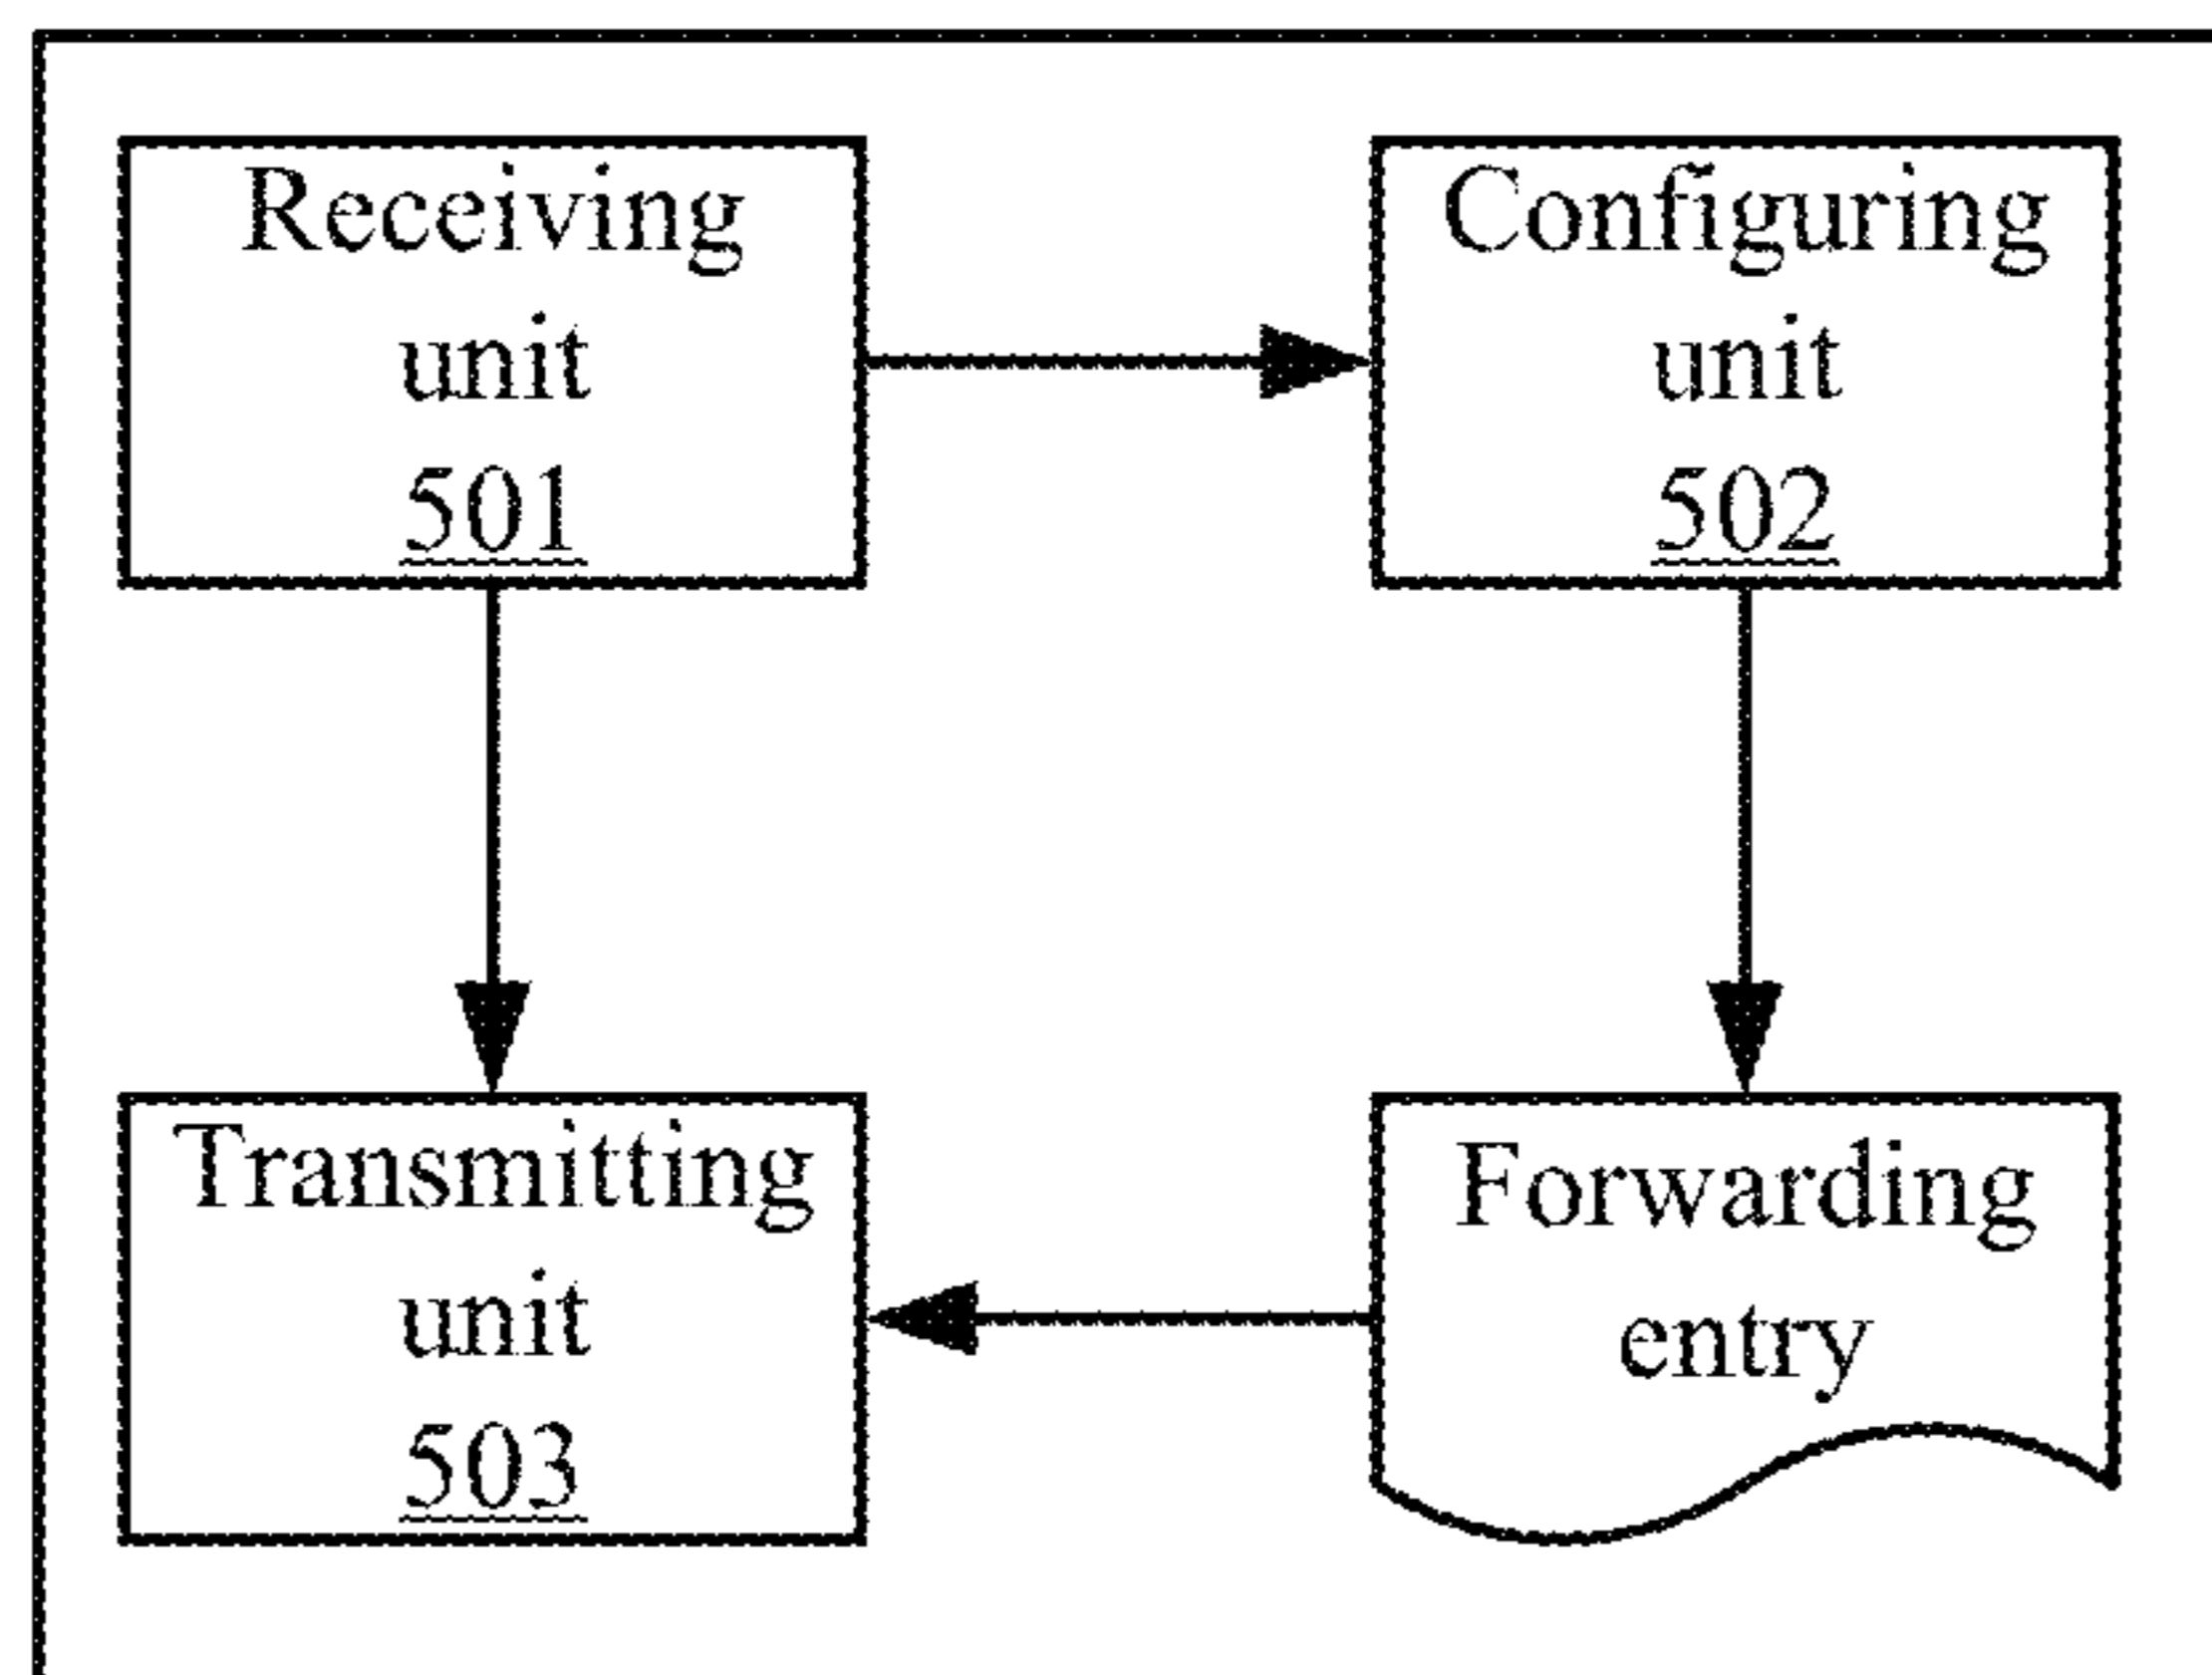 Receiving
unit
501
Configuring
unit
502
Transmitting
unit
503
Forwarding
entry